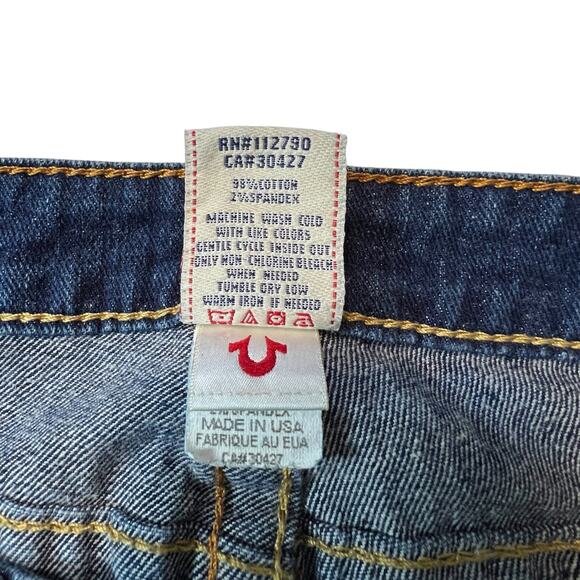 RN#112790
CA#30427
98%COTTON
2%SPANDEX
MACHINE WASH COLD
WITH LIKE COLORS
GENTLE CYCLE INSIDE OUT
ONLY NON-CHLORINE BLEACH
WHEN NEEDED
TUMBLE DRY LOW
WARM IRON IF NEEDED
2% SPANDEX
MADE IN USA
FABRIQUE AU EUA
CA#30427